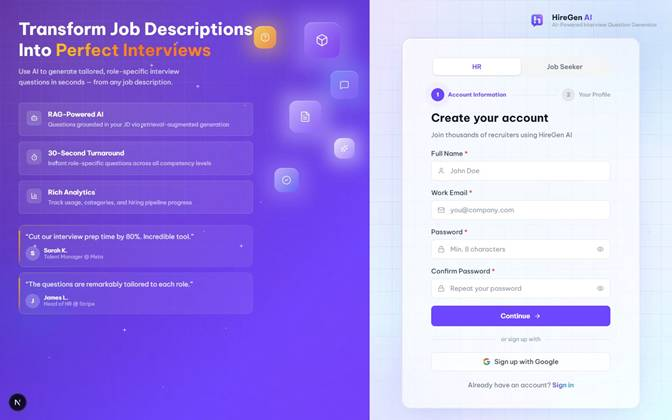 Transform Job Descriptions
Into Perfect Interviews
Use AI to generate tailored, role-specific interview
questions in seconds — from any job description.
RAG-Powered AI
Questions grounded in your JD via retrieval-augmented generation
30-Second Turnaround
Instant role-specific questions across all competency levels
Rich Analytics
Track usage, categories, and hiring pipeline progress
"Cut our interview prep time by 80%. Incredible tool."
S
Sarah K.
Talent Manager @ Meta
"The questions are remarkably tailored to each role."
J
James L.
Head of HR @ Stripe
N
HireGen AI
AI-Powered Interview Question Generator
HR
Job Seeker
1 Account Information
2 Your Profile
Create your account
Join thousands of recruiters using HireGen AI
Full Name *
John Doe
Work Email *
you@company.com
Password *
Min. 8 characters
Confirm Password *
Repeat your password
Continue →
or sign up with
Sign up with Google
Already have an account? Sign in